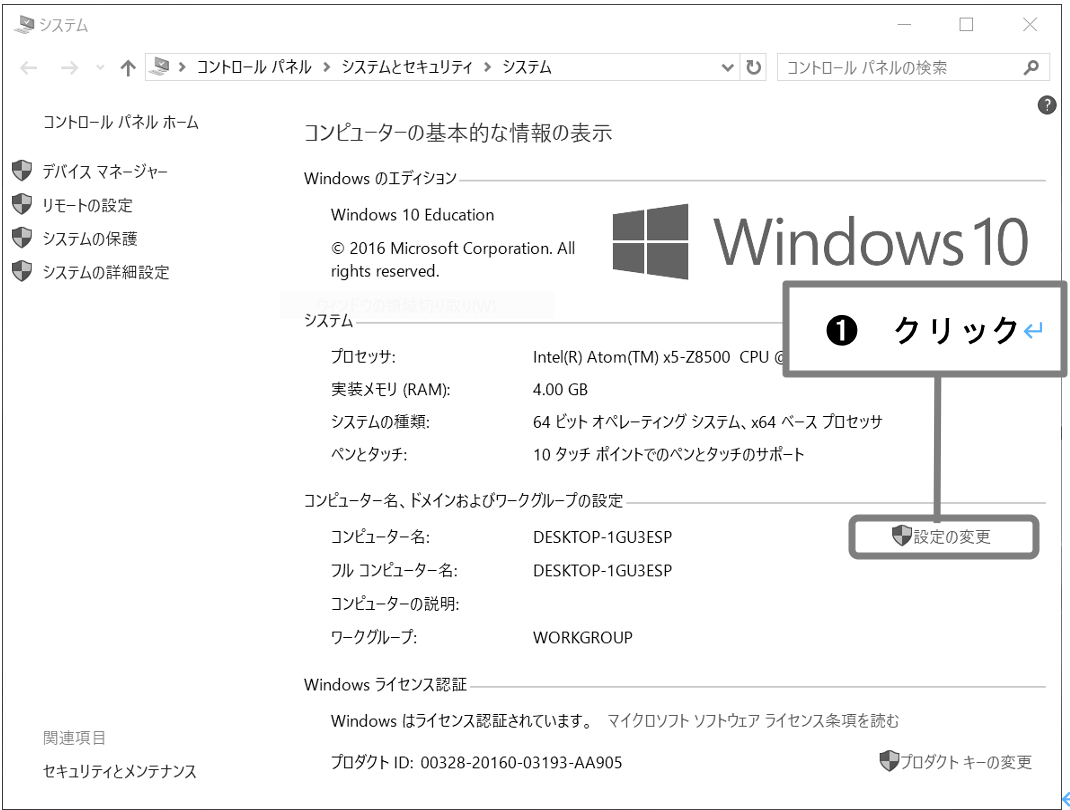 システム
コントロール パネル › システムとセキュリティ › システム
コントロール パネルの検索
コントロール パネル ホーム
デバイス マネージャー
リモートの設定
システムの保護
システムの詳細設定
コンピューターの基本的な情報の表示
Windows のエディション
Windows 10 Education
© 2016 Microsoft Corporation. All
rights reserved.
Windows 10
❶ クリック
システム
プロセッサ: Intel(R) Atom(TM) x5-Z8500 CPU @
実装メモリ (RAM): 4.00 GB
システムの種類: 64 ビット オペレーティング システム、x64 ベース プロセッサ
ペンとタッチ: 10 タッチ ポイントでのペンとタッチのサポート
コンピューター名、ドメインおよびワークグループの設定
コンピューター名: DESKTOP-1GU3ESP
設定の変更
フル コンピューター名: DESKTOP-1GU3ESP
コンピューターの説明:
ワークグループ: WORKGROUP
Windows ライセンス認証
Windows はライセンス認証されています。 マイクロソフト ソフトウェア ライセンス条項を読む
プロダクト ID: 00328-20160-03193-AA905
プロダクト キーの変更
関連項目
セキュリティとメンテナンス